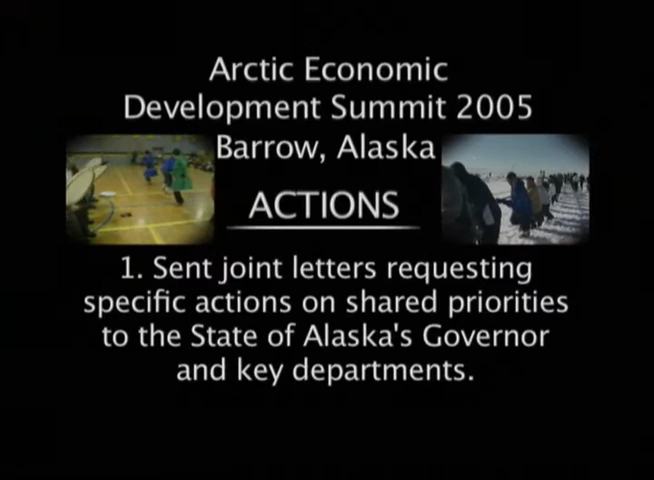 Arctic Economic
Development Summit 2005
Barrow, Alaska
ACTIONS
1. Sent joint letters requesting
specific actions on shared priorities
to the State of Alaska's Governor
and key departments.